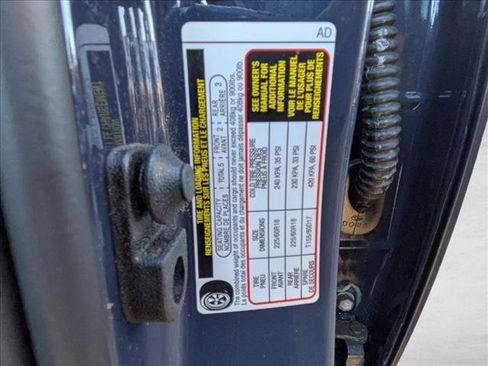 AD
TIRE AND LOADING INFORMATION
RENSEIGNEMENTS SUR LES PNEUS ET LE CHARGEMENT
SEATING CAPACITY TOTAL 5 FRONT 2 REAR 3
NOMBRE DE PLACES AVANT ARRIÈRE
The combined weight of occupants and cargo should never exceed 408kg or 900lbs.
Le poids total des occupants et du chargement ne doit jamais dépasser 408kg ou 900lb.
TIRE SIZE COLD TIRE PRESSURE
PNEU DIMENSIONS PNEUS À FROID
FRONT 225/60R18 240 KPA, 35 PSI
AVANT
REAR 225/60R18 230 KPA, 33 PSI
ARRIÈRE
SPARE T155/90D17 420 KPA, 60 PSI
DE SECOURS
SEE OWNER'S
MANUAL FOR
ADDITIONAL
INFORMATION
VOIR LE MANUEL
DE L'USAGER
POUR PLUS DE
RENSEIGNEMENTS